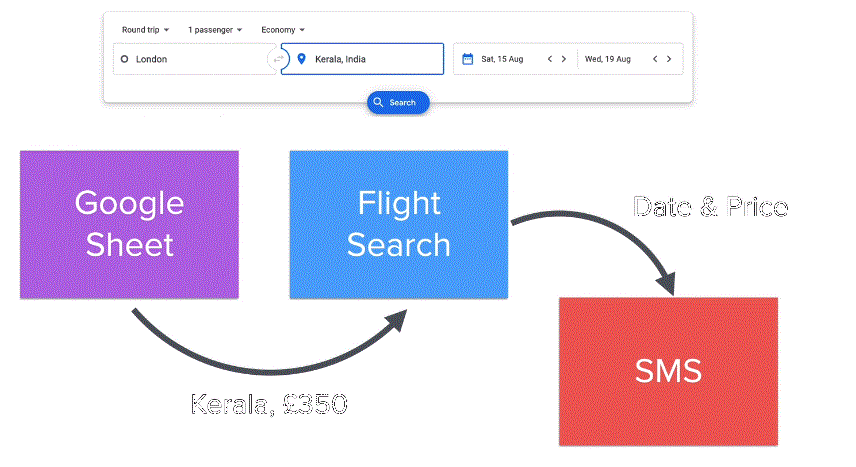 Round trip 1 passenger Economy
London Kerala, India Sat, 15 Aug Wed, 19 Aug
Search
Google
Sheet
Flight
Search
Date & Price
SMS
Kerala, £350